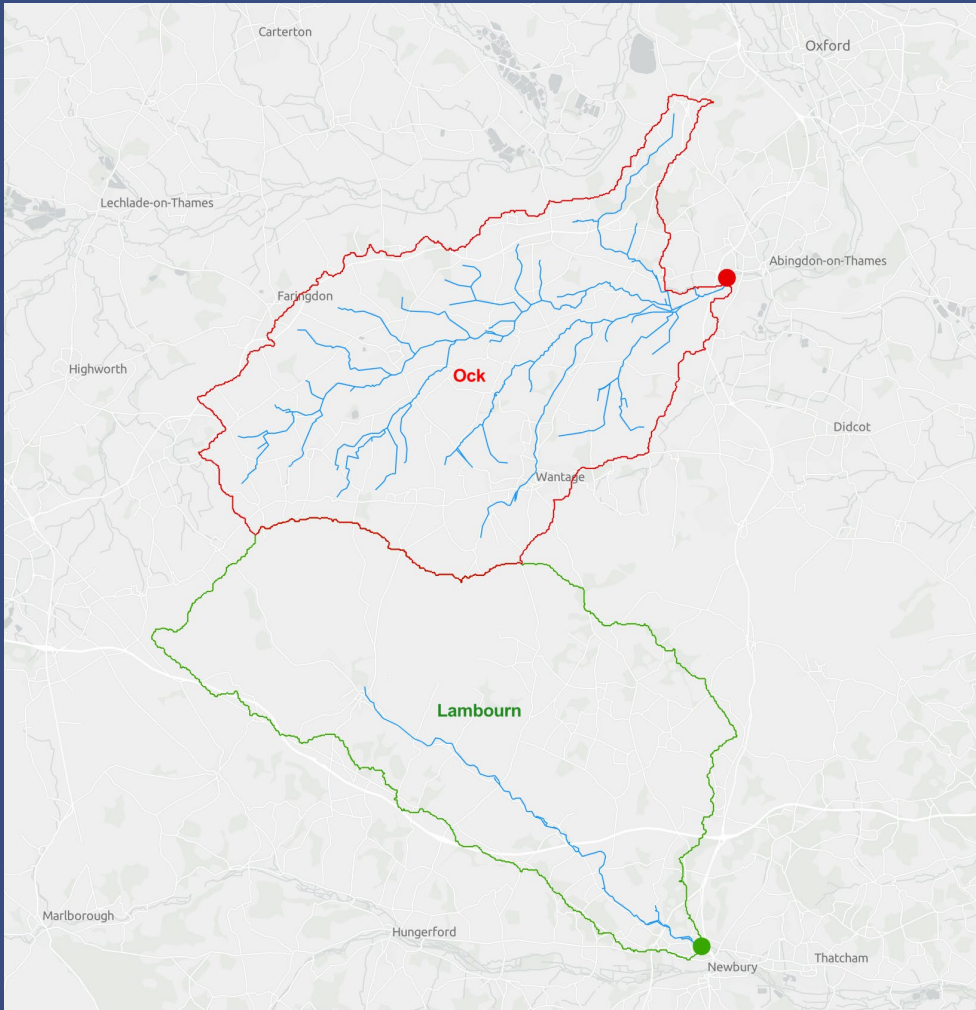 Carterton
Oxford
Lechlade-on-Thames
Abingdon-on-Thames
Faringdon
Highworth
Ock
Didcot
Wantage
Lambourn
Marlborough
Hungerford
Thatcham
Newbury